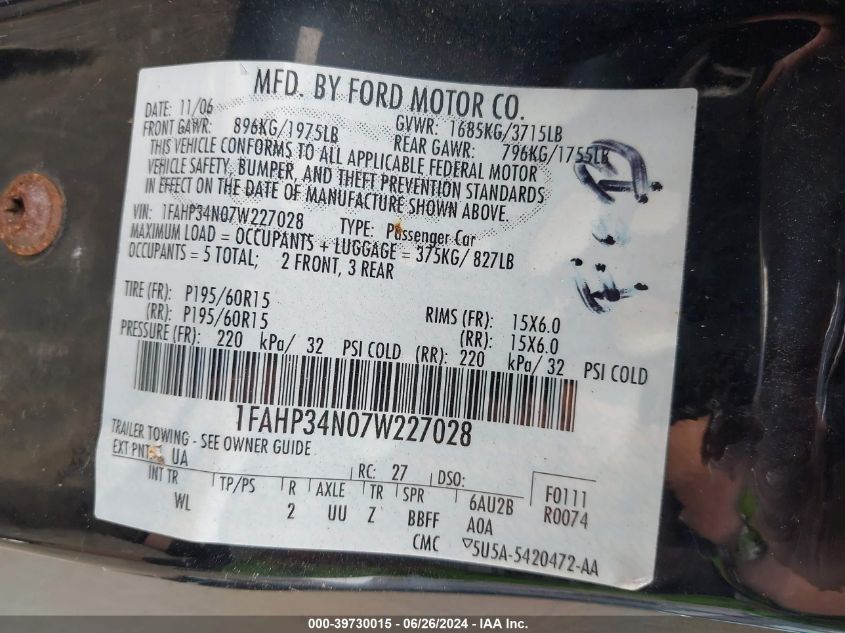 MFD. BY FORD MOTOR CO.
DATE: 11/06 GVWR: 1685KG/3715LB
FRONT GAWR: 896KG/1975LB REAR GAWR: 796KG/1755LB
THIS VEHICLE CONFORMS TO ALL APPLICABLE FEDERAL MOTOR
VEHICLE SAFETY, BUMPER, AND THEFT PREVENTION STANDARDS
IN EFFECT ON THE DATE OF MANUFACTURE SHOWN ABOVE.
VIN: 1FAHP34N07W227028 TYPE: Passenger Car
MAXIMUM LOAD = OCCUPANTS + LUGGAGE = 375KG/ 827LB
OCCUPANTS = 5 TOTAL; 2 FRONT, 3 REAR
TIRE (FR): P195/60R15 RIMS (FR): 15X6.0
(RR): P195/60R15 (RR): 15X6.0
PRESSURE (FR): 220 kPa/ 32 PSI COLD (RR): 220 kPa/ 32 PSI COLD
1FAHP34N07W227028
TRAILER TOWING - SEE OWNER GUIDE
EXT PNT: UA RC: 27 DSO: F0111
INT TR TP/PS R AXLE TR SPR 6AU2B R0074
WL 2 UU Z BBFF A0A
CMC ▽5U5A-5420472-AA
000-39730015 - 06/26/2024 - IAA Inc.